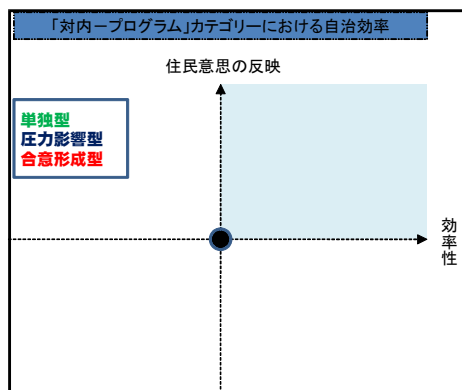 「対内－プログラム」カテゴリーにおける自治効率
住民意思の反映
単独型
圧力影響型
合意形成型
効率性